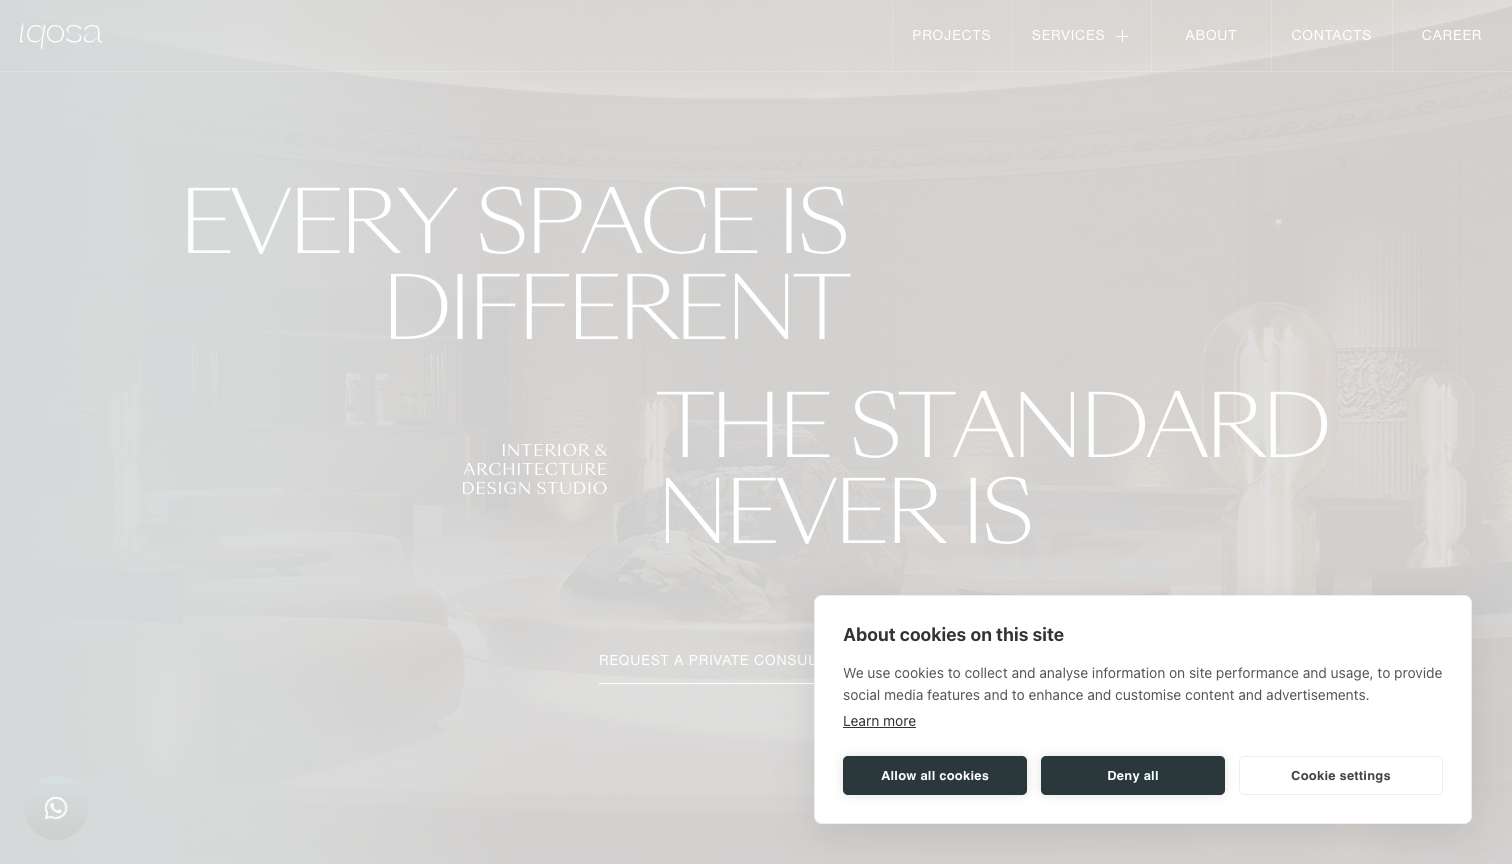 iqosa
PROJECTS
SERVICES
ABOUT
CONTACTS
CAREER
EVERY SPACE IS
DIFFERENT
THE STANDARD
NEVER IS
INTERIOR &
ARCHITECTURE
DESIGN STUDIO
REQUEST A PRIVATE
About cookies on this site
We use cookies to collect and analyse information on site performance and usage, to provide
social media features and to enhance and customise content and advertisements.
Learn more
Allow all cookies
Deny all
Cookie settings